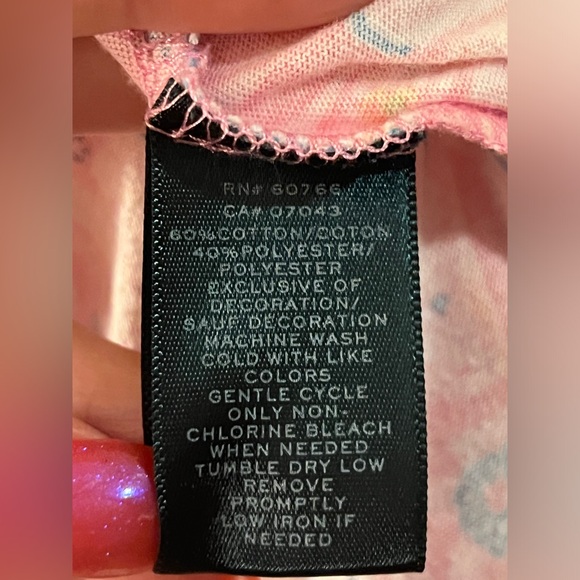 RN# 60766
CA# 07043
60%COTTON/COTON
40%POLYESTER/
POLYESTER
EXCLUSIVE OF
DECORATION/
SAUF DECORATION
MACHINE WASH
COLD WITH LIKE
COLORS
GENTLE CYCLE
ONLY NON-
CHLORINE BLEACH
WHEN NEEDED
TUMBLE DRY LOW
REMOVE
PROMPTLY
LOW IRON IF
NEEDED